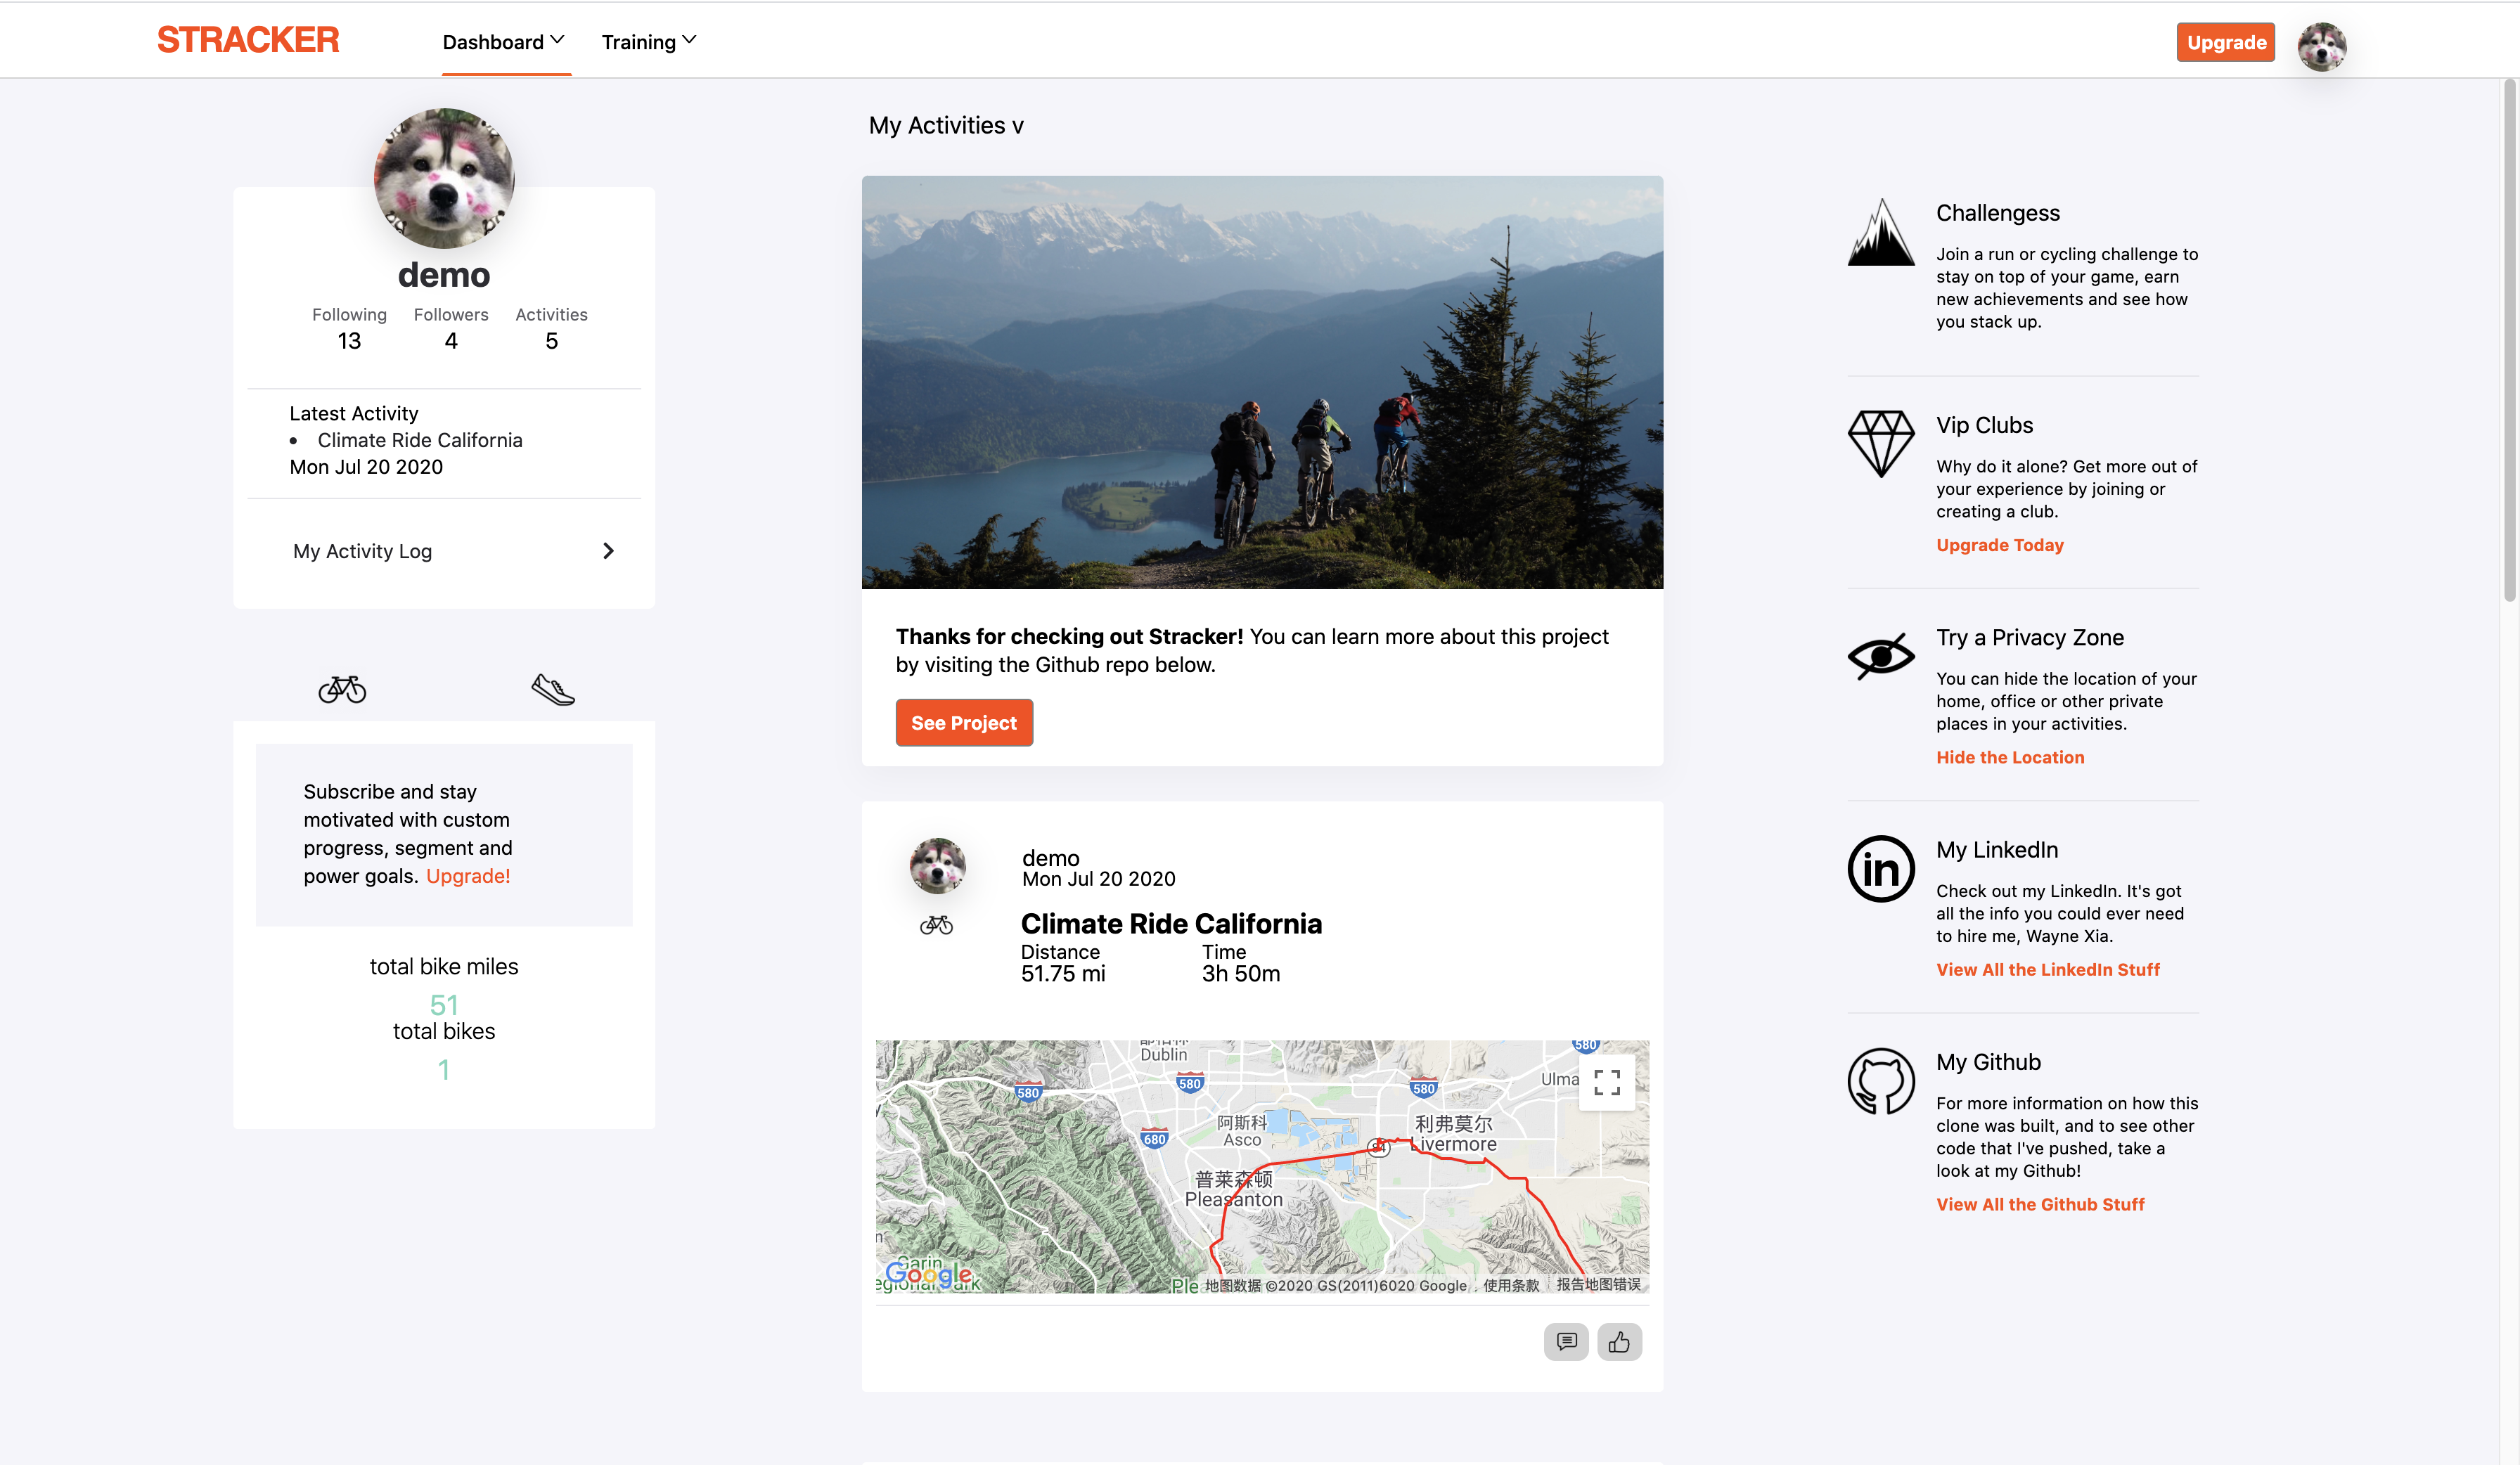 STRACKER
Dashboard
Training
Upgrade
demo
Following Followers Activities
13 4 5
Latest Activity
• Climate Ride California
Mon Jul 20 2020
My Activity Log
Subscribe and stay
motivated with custom
progress, segment and
power goals. Upgrade!
total bike miles
51
total bikes
1
My Activities v
Thanks for checking out Stracker! You can learn more about this project
by visiting the Github repo below.
See Project
demo
Mon Jul 20 2020
Climate Ride California
Distance Time
51.75 mi 3h 50m
Dublin
580
580
580
580
680
Ulma
阿斯科
Asco
利弗莫尔
Livermore
84
普莱森顿
Pleasanton
Garin
Google
Ple
地图数据 ©2020 GS(2011)6020 Google
使用条款
报告地图错误
Challengess
Join a run or cycling challenge to
stay on top of your game, earn
new achievements and see how
you stack up.
Vip Clubs
Why do it alone? Get more out of
your experience by joining or
creating a club.
Upgrade Today
Try a Privacy Zone
You can hide the location of your
home, office or other private
places in your activities.
Hide the Location
in
My LinkedIn
Check out my LinkedIn. It's got
all the info you could ever need
to hire me, Wayne Xia.
View All the LinkedIn Stuff
My Github
For more information on how this
clone was built, and to see other
code that I've pushed, take a
look at my Github!
View All the Github Stuff